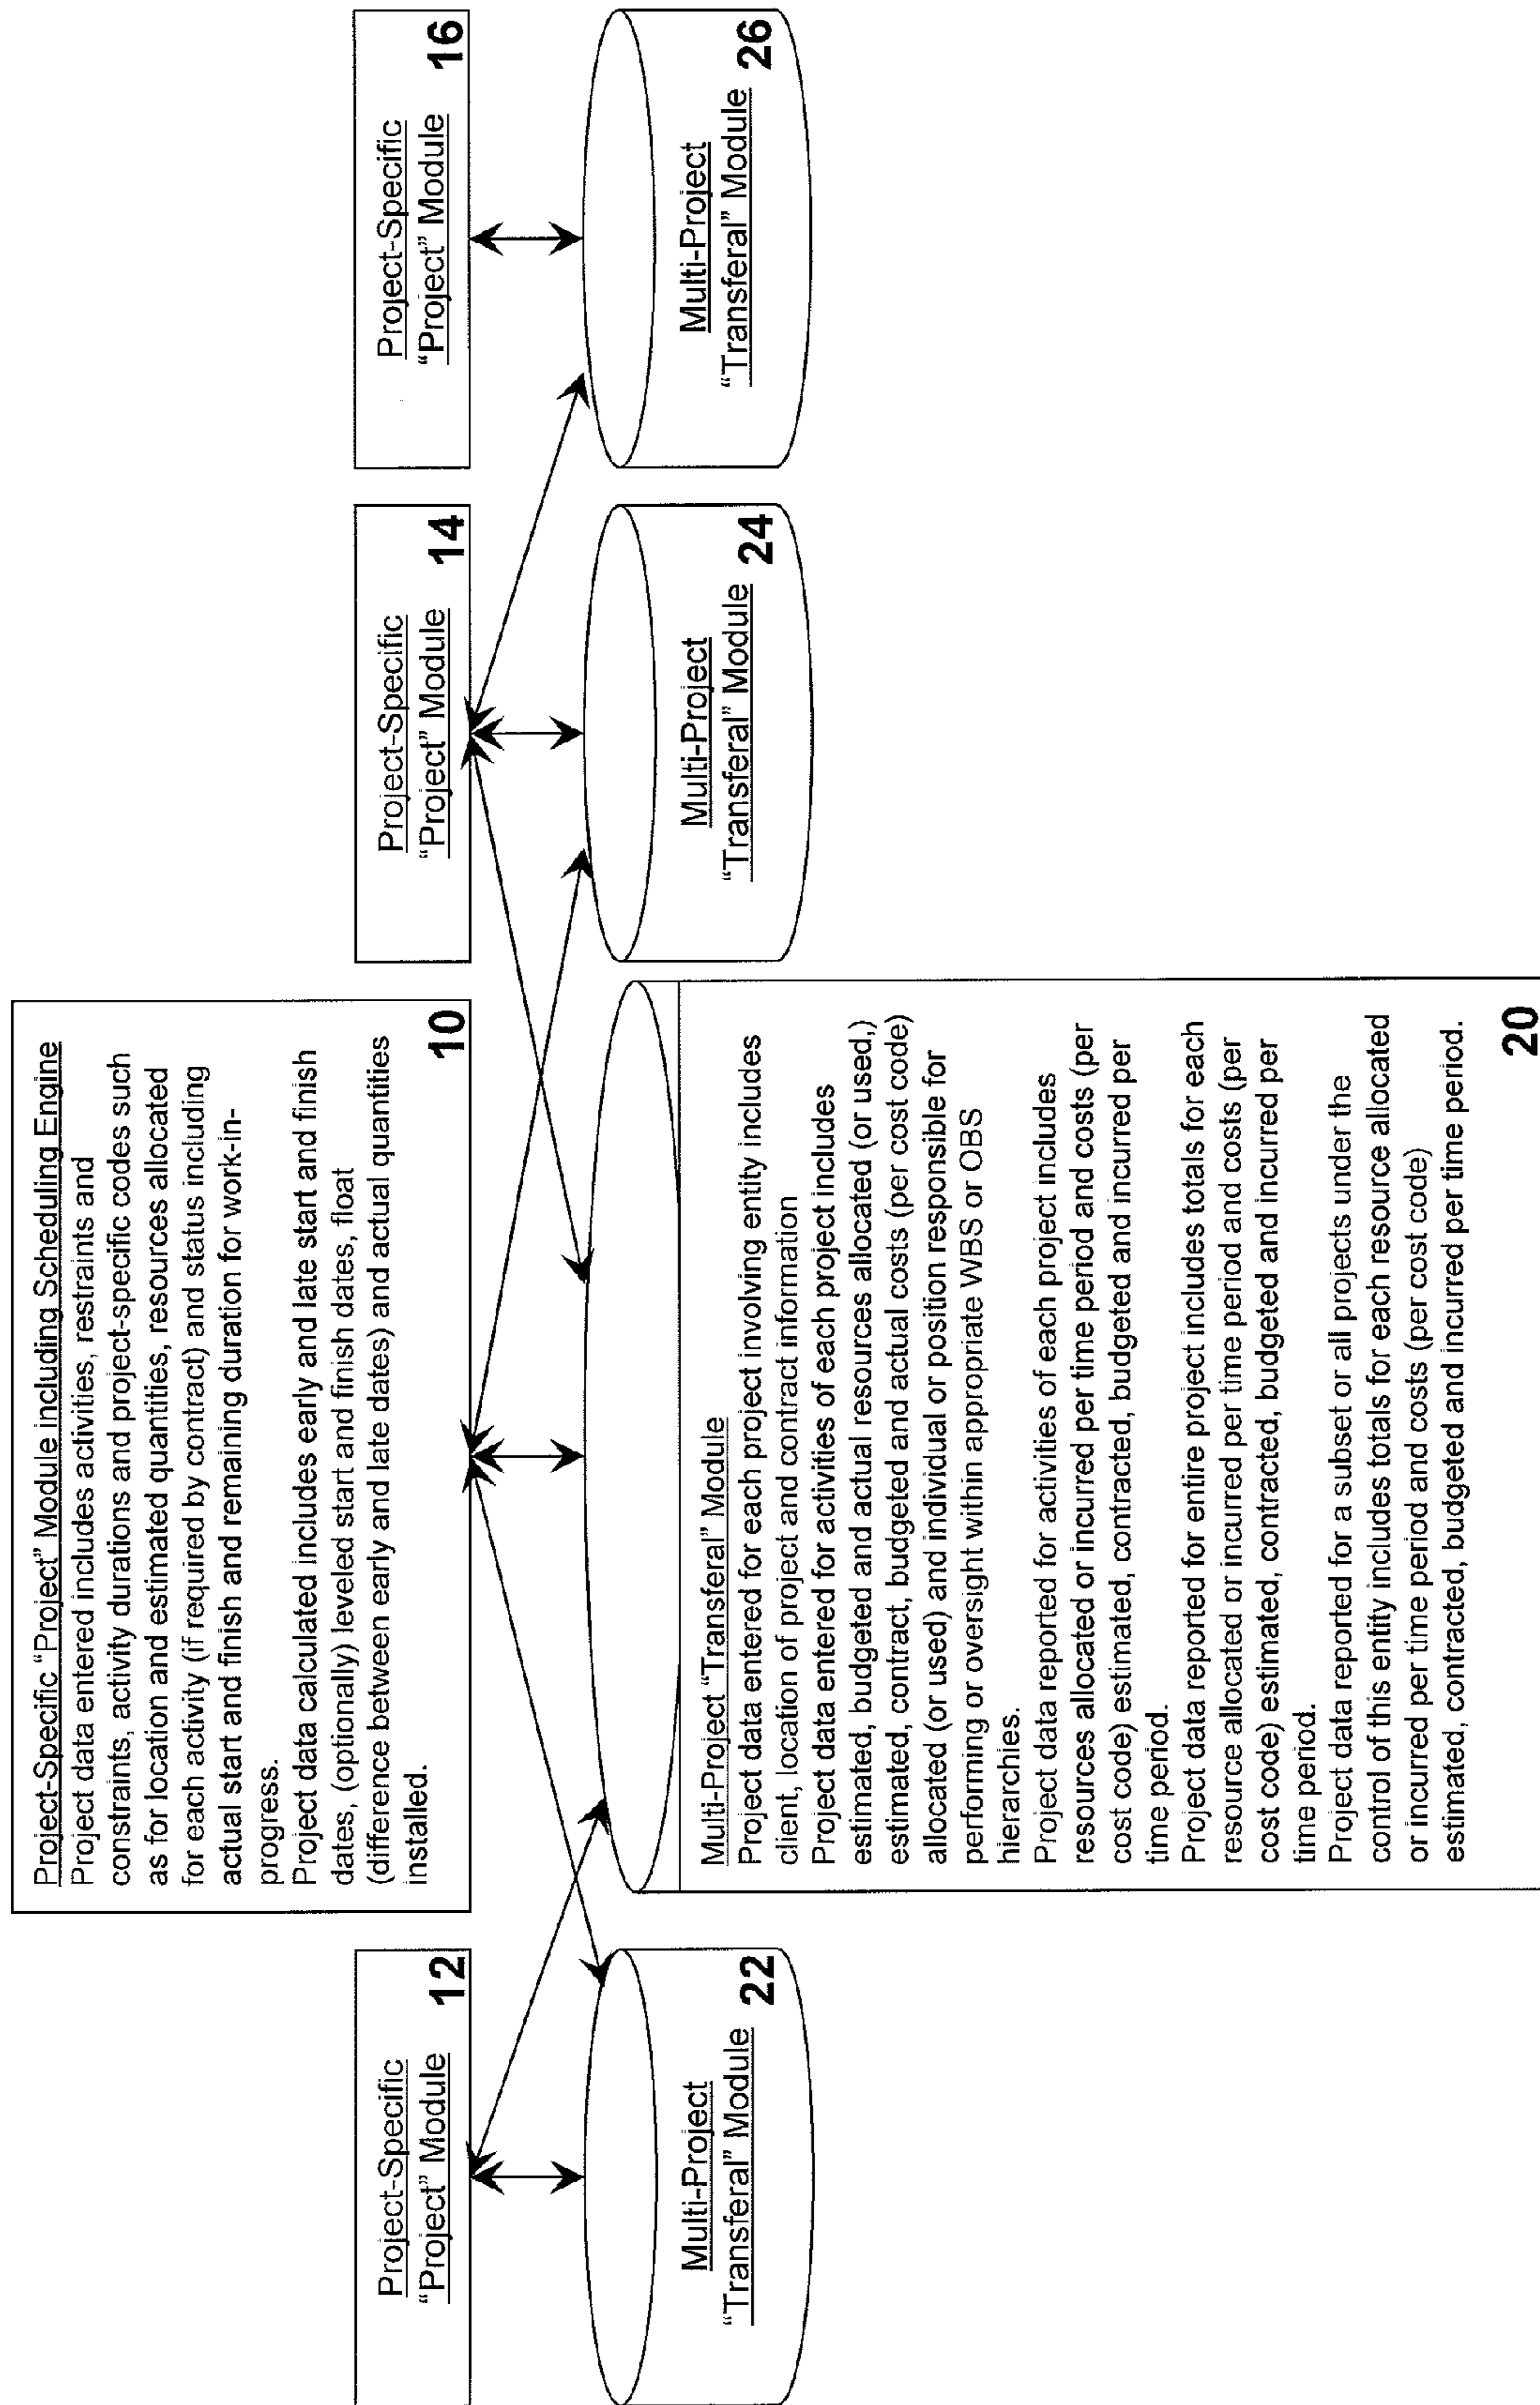 Project-Specific "Project" Module including Scheduling Engine
Project data entered includes activities, restraints and
constraints, activity durations and project-specific codes such
as for location and estimated quantities, resources allocated
for each activity (if required by contract) and status including
actual start and finish and remaining duration for work-in-
progress.
Project data calculated includes early and late start and finish
dates, (optionally) leveled start and finish dates, float
(difference between early and late dates) and actual quantities
installed.
10
Project-Specific
"Project" Module
12
Project-Specific
"Project" Module
14
Project-Specific
"Project" Module
16
Multi-Project
"Transferal" Module
22
Multi-Project "Transferal" Module
Project data entered for each project involving entity includes
client, location of project and contract information
Project data entered for activities of each project includes
estimated, budgeted and actual resources allocated (or used,)
estimated, contract, budgeted and actual costs (per cost code)
allocated (or used) and individual or position responsible for
performing or oversight within appropriate WBS or OBS
hierarchies.
Project data reported for activities of each project includes
resources allocated or incurred per time period and costs (per
cost code) estimated, contracted, budgeted and incurred per
time period.
Project data reported for entire project includes totals for each
resource allocated or incurred per time period and costs (per
cost code) estimated, contracted, budgeted and incurred per
time period.
Project data reported for a subset or all projects under the
control of this entity includes totals for each resource allocated
or incurred per time period and costs (per cost code)
estimated, contracted, budgeted and incurred per time period.
20
Multi-Project
"Transferal" Module
24
Multi-Project
"Transferal" Module
26